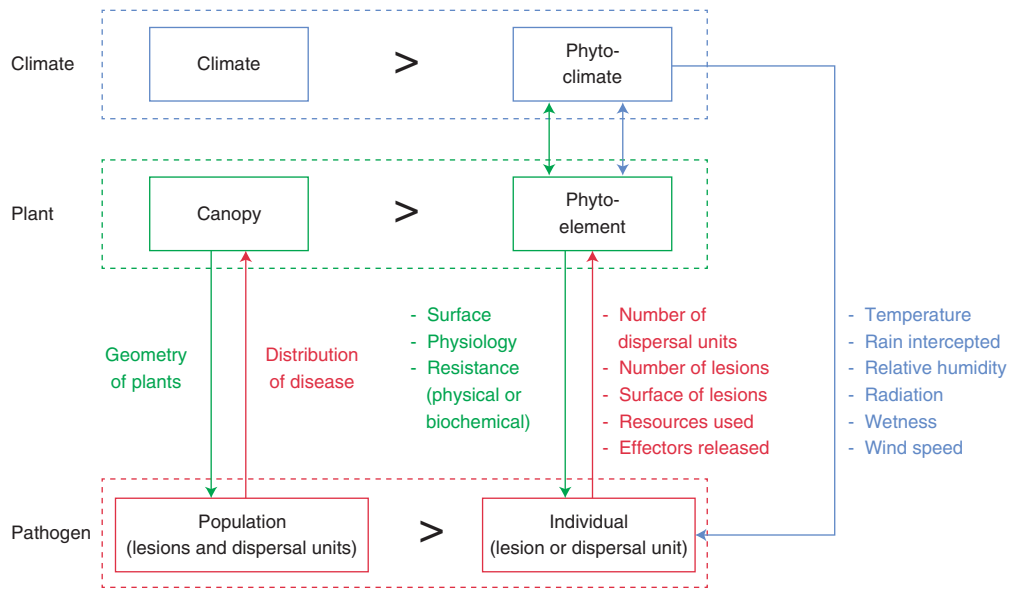 Climate
Climate
>
Phyto-
climate
Plant
Canopy
>
Phyto-
element
Geometry
of plants
Distribution
of disease
- Surface
- Physiology
- Resistance
(physical or
biochemical)
- Number of
dispersal units
- Number of lesions
- Surface of lesions
- Resources used
- Effectors released
- Temperature
- Rain intercepted
- Relative humidity
- Radiation
- Wetness
- Wind speed
Pathogen
Population
(lesions and dispersal units)
>
Individual
(lesion or dispersal unit)